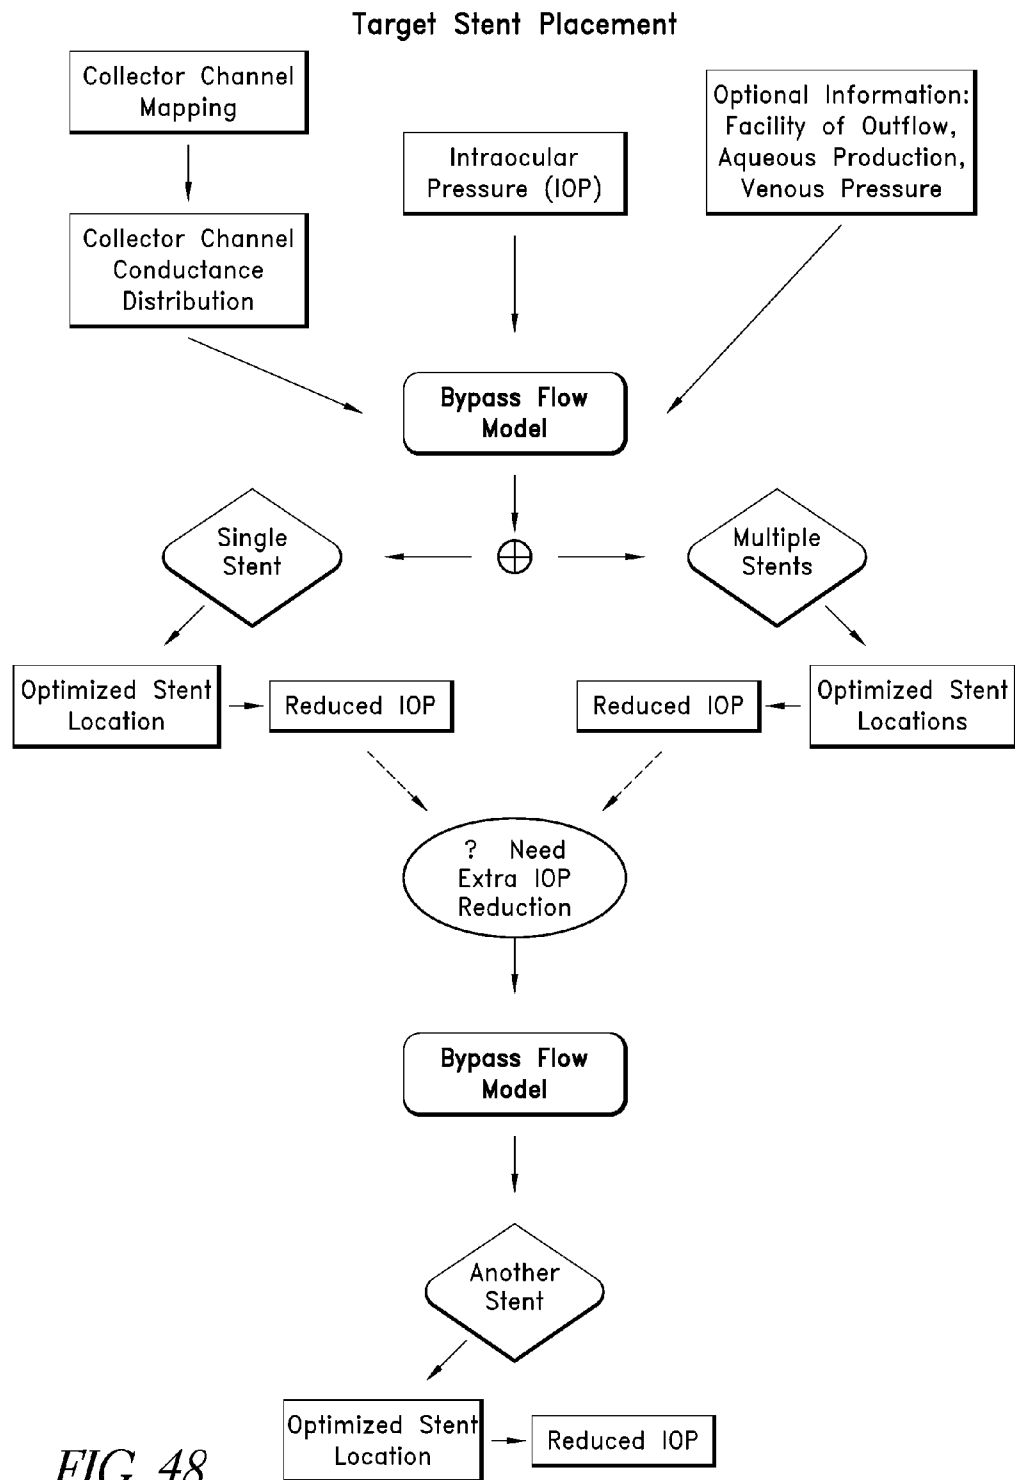 Target Stent Placement
Collector Channel
Mapping
Intraocular
Pressure (IOP)
Optional Information:
Facility of Outflow,
Aqueous Production,
Venous Pressure
Collector Channel
Conductance
Distribution
Bypass Flow
Model
Single
Stent
Multiple
Stents
Optimized Stent
Location
Reduced IOP
Reduced IOP
Optimized Stent
Locations
? Need
Extra IOP
Reduction
Bypass Flow
Model
Another
Stent
Optimized Stent
Location
Reduced IOP
FIG. 48